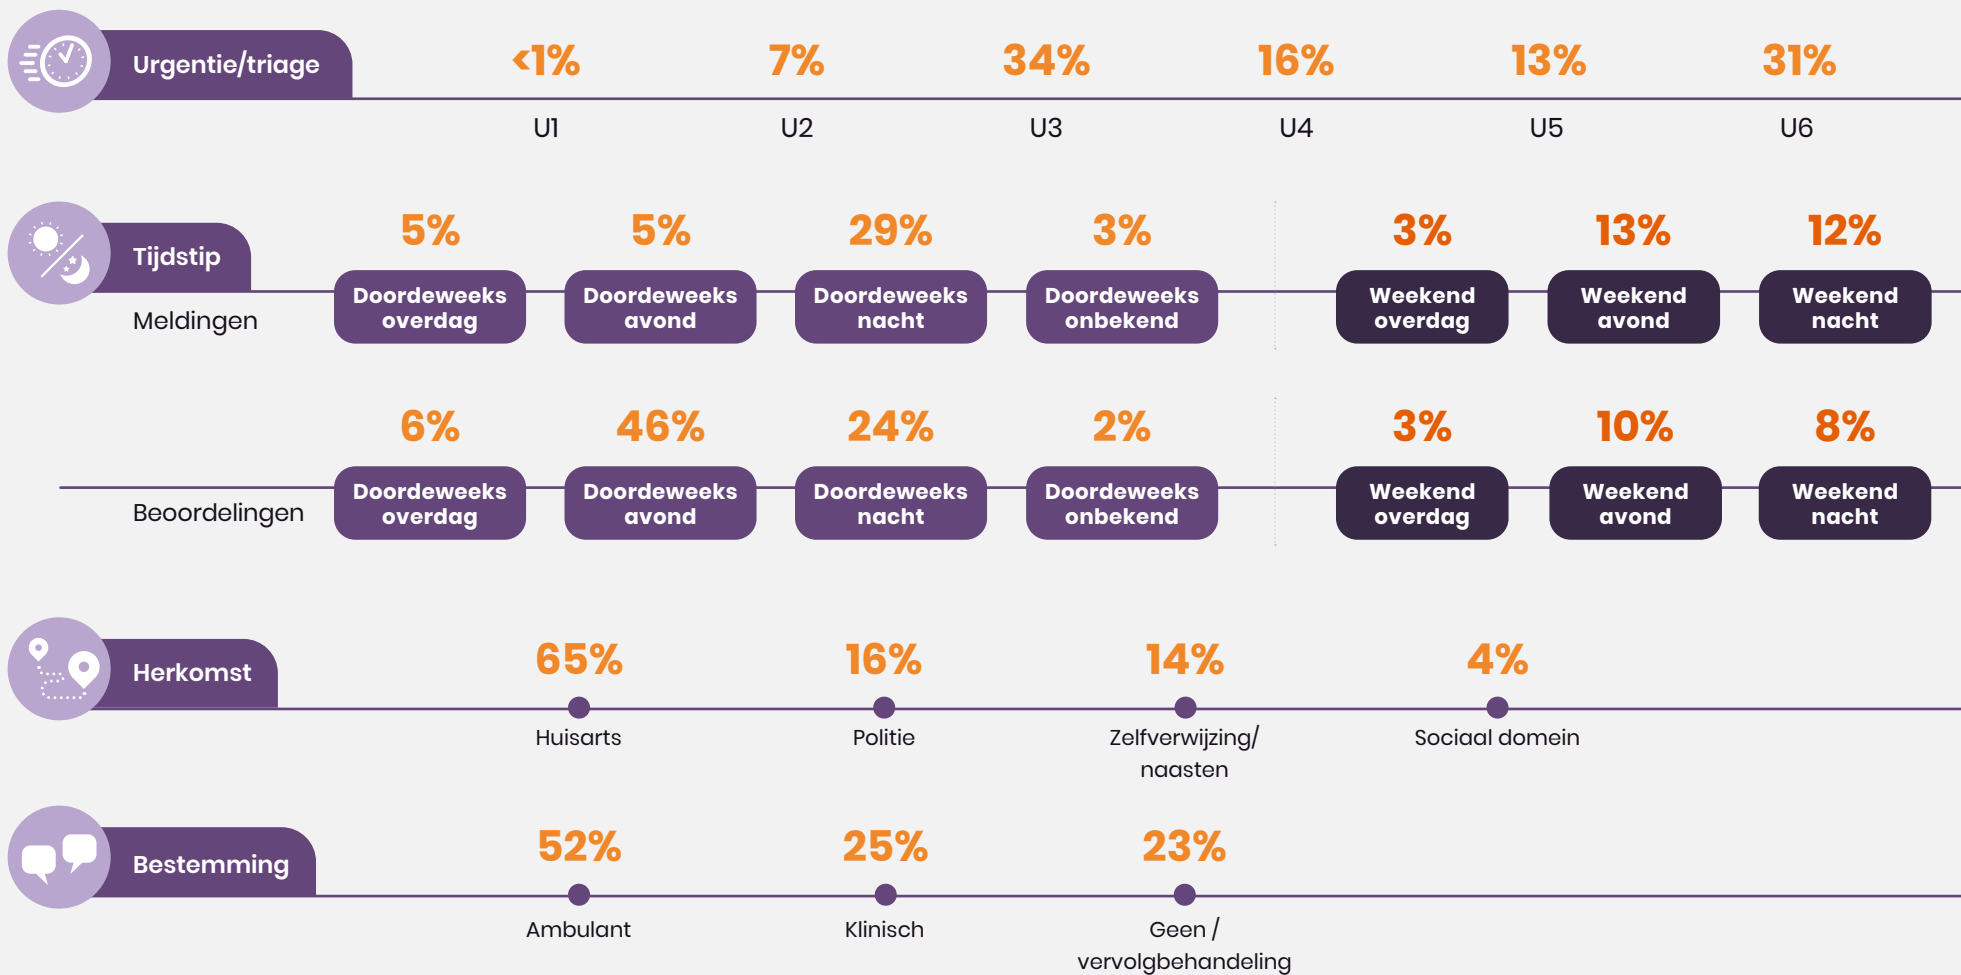 Urgentie/triage
<1% 7% 34% 16% 13% 31%
U1 U2 U3 U4 U5 U6
Tijdstip
5% 5% 29% 3% 3% 13% 12%
Meldingen
Doordeweeks overdag
Doordeweeks avond
Doordeweeks nacht
Doordeweeks onbekend
Weekend overdag
Weekend avond
Weekend nacht
6% 46% 24% 2% 3% 10% 8%
Beoordelingen
Doordeweeks overdag
Doordeweeks avond
Doordeweeks nacht
Doordeweeks onbekend
Weekend overdag
Weekend avond
Weekend nacht
Herkomst
65% 16% 14% 4%
Huisarts
Politie
Zelfverwijzing/
naasten
Sociaal domein
Bestemming
52% 25% 23%
Ambulant
Klinisch
Geen /
vervolgbehandeling